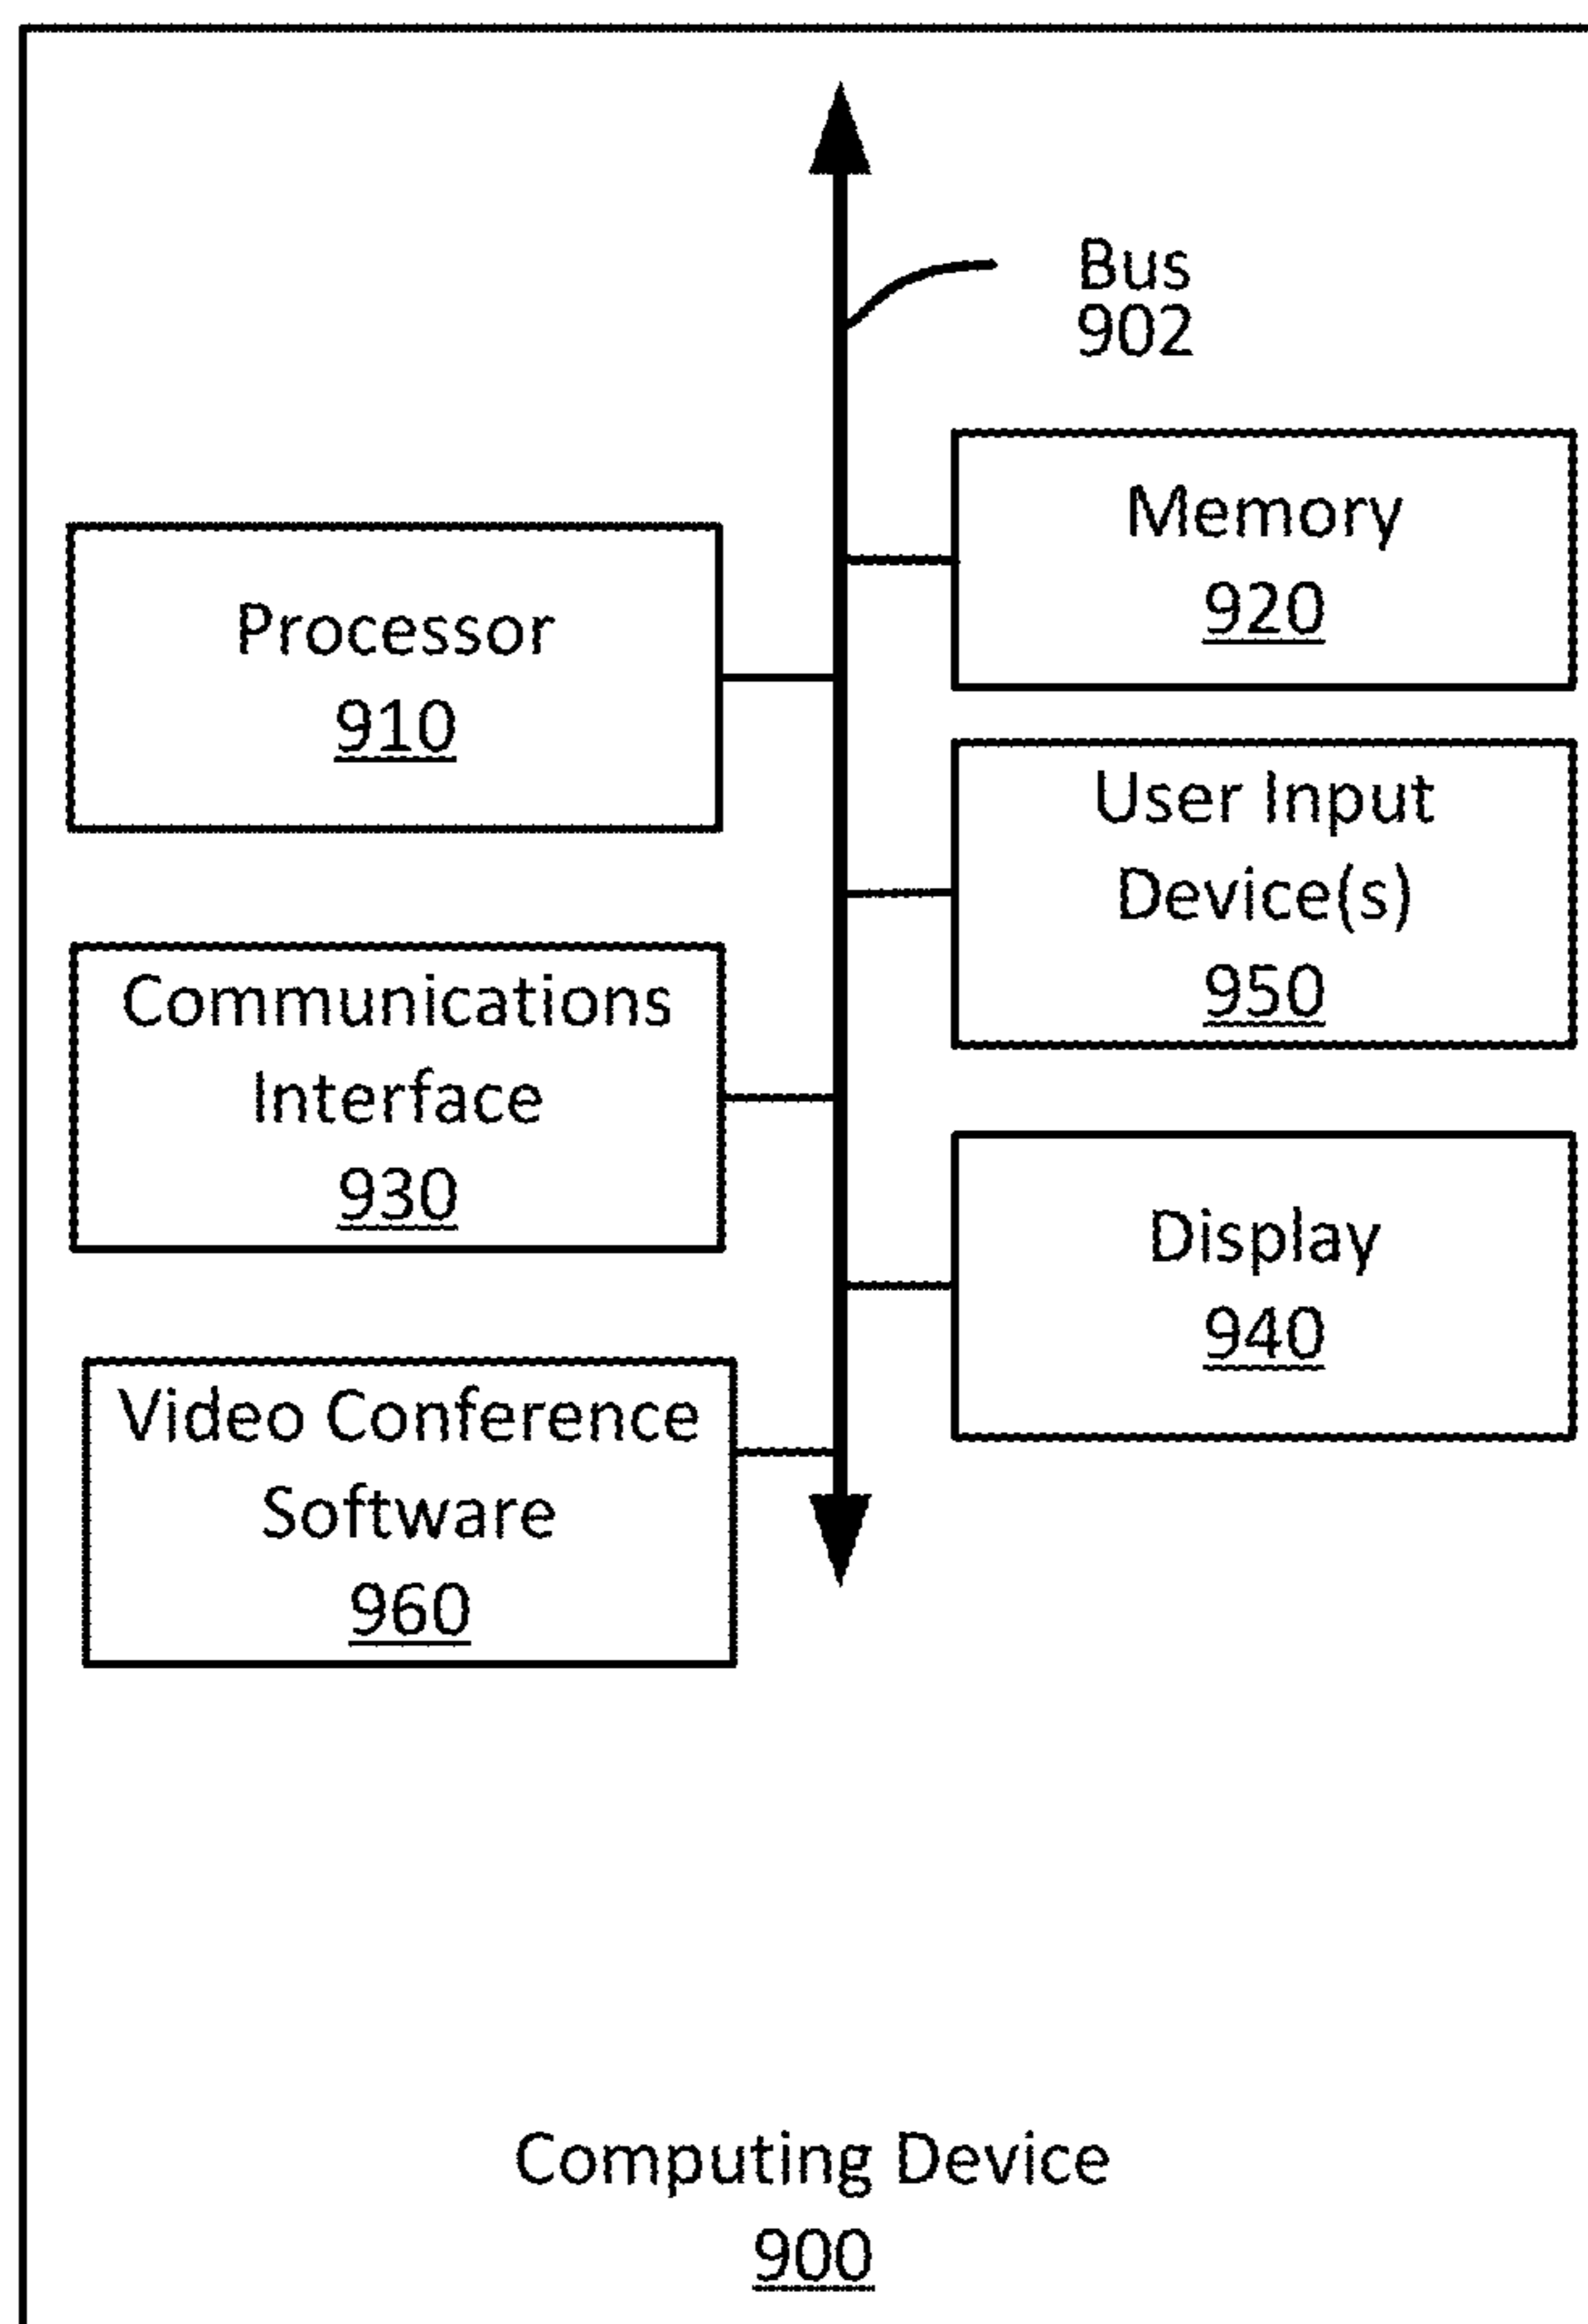 Bus
902
Memory
920
Processor
910
User Input
Device(s)
950
Communications
Interface
930
Display
940
Video Conference
Software
960
Computing Device
900